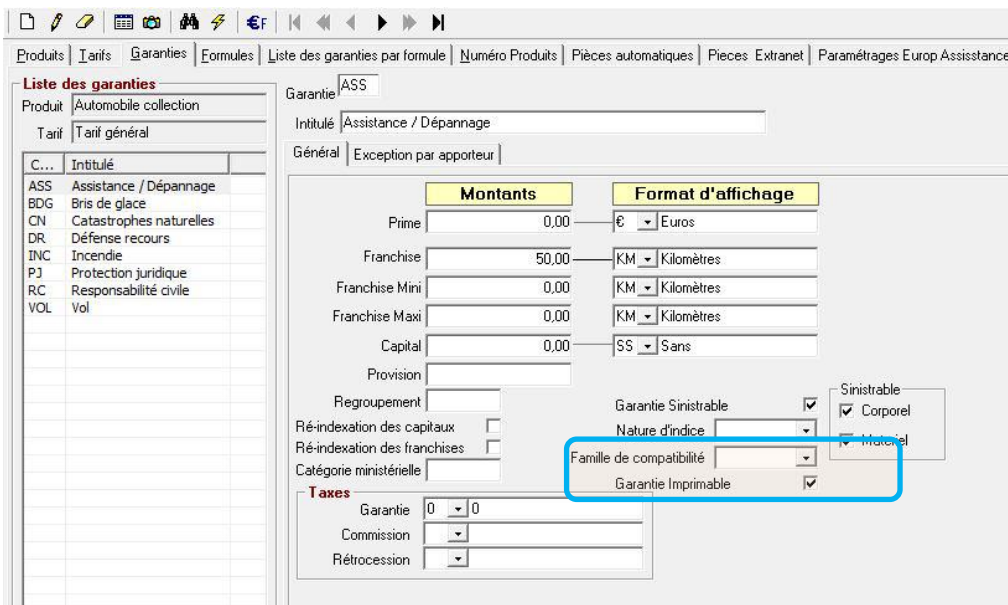 €F
Produits Tarifs Garanties Formules Liste des garanties par formule Numéro Produits Pièces automatiques Pieces Extranet Paramétrages Europ Assisstance
Liste des garanties
Produit Automobile collection
Tarif Tarif général
C... Intitulé
ASS Assistance / Dépannage
BDG Bris de glace
CN Catastrophes naturelles
DR Défense recours
INC Incendie
PJ Protection juridique
RC Responsabilité civile
VOL Vol
Garantie ASS
Intitulé Assistance / Dépannage
Général Exception par apporteur
Montants Format d'affichage
Prime 0,00 € Euros
Franchise 50,00 KM Kilomètres
Franchise Mini 0,00 KM Kilomètres
Franchise Maxi 0,00 KM Kilomètres
Capital 0,00 SS Sans
Provision
Regroupement
Ré-indexation des capitaux
Ré-indexation des franchises
Catégorie ministérielle
Garantie Sinistrable
Nature d'indice
Famille de compatibilité
Garantie Imprimable
Sinistrable
Corporel
Matériel
Taxes
Garantie 0 0
Commission
Rétrocession